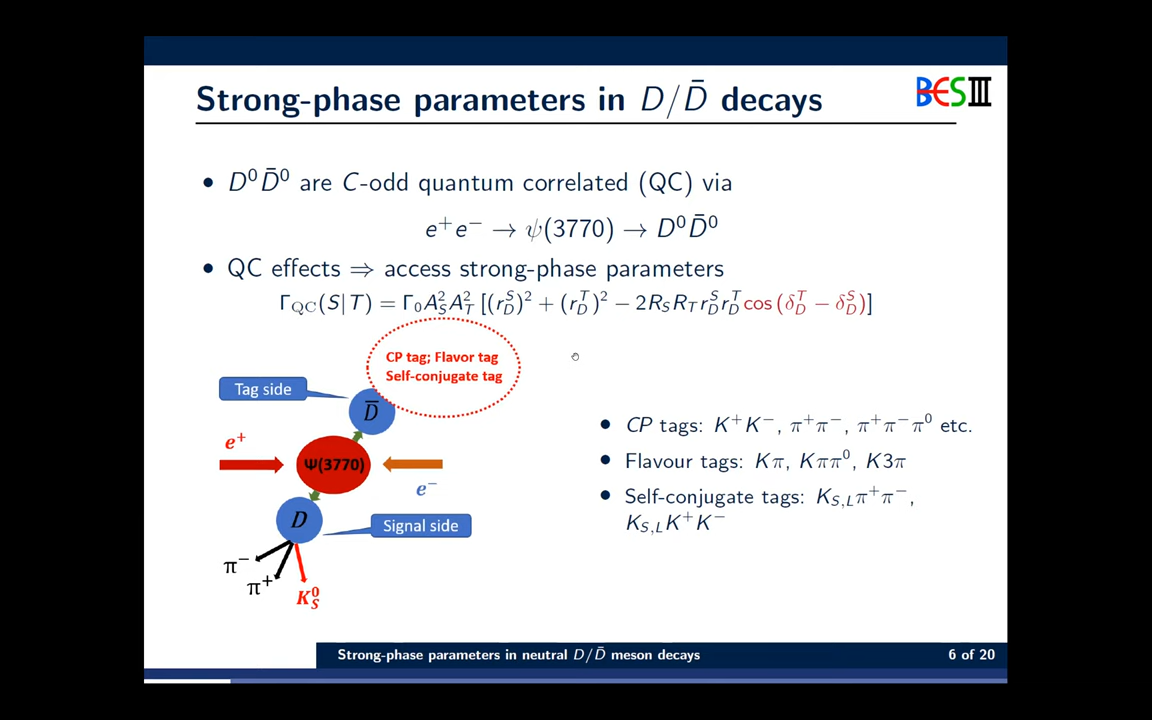 Strong-phase parameters in D/D̄ decays
BESIII
• D⁰D̄⁰ are C-odd quantum correlated (QC) via
e⁺e⁻ → ψ(3770) → D⁰D̄⁰
• QC effects ⇒ access strong-phase parameters
Γ_QC(S|T) = Γ₀A²_S A²_T [(r_D^S)² + (r_D^T)² − 2R_S R_T r_D^S r_D^T cos (δ_D^T − δ_D^S)]
CP tag; Flavor tag
Self-conjugate tag
Tag side
D̄
e⁺
Ψ(3770)
e⁻
D
Signal side
π⁻
π⁺
K_S^0
• CP tags: K⁺K⁻, π⁺π⁻, π⁺π⁻π⁰ etc.
• Flavour tags: Kπ, Kππ⁰, K3π
• Self-conjugate tags: K_{S,L}π⁺π⁻,
K_{S,L}K⁺K⁻
Strong-phase parameters in neutral D/D̄ meson decays
6 of 20